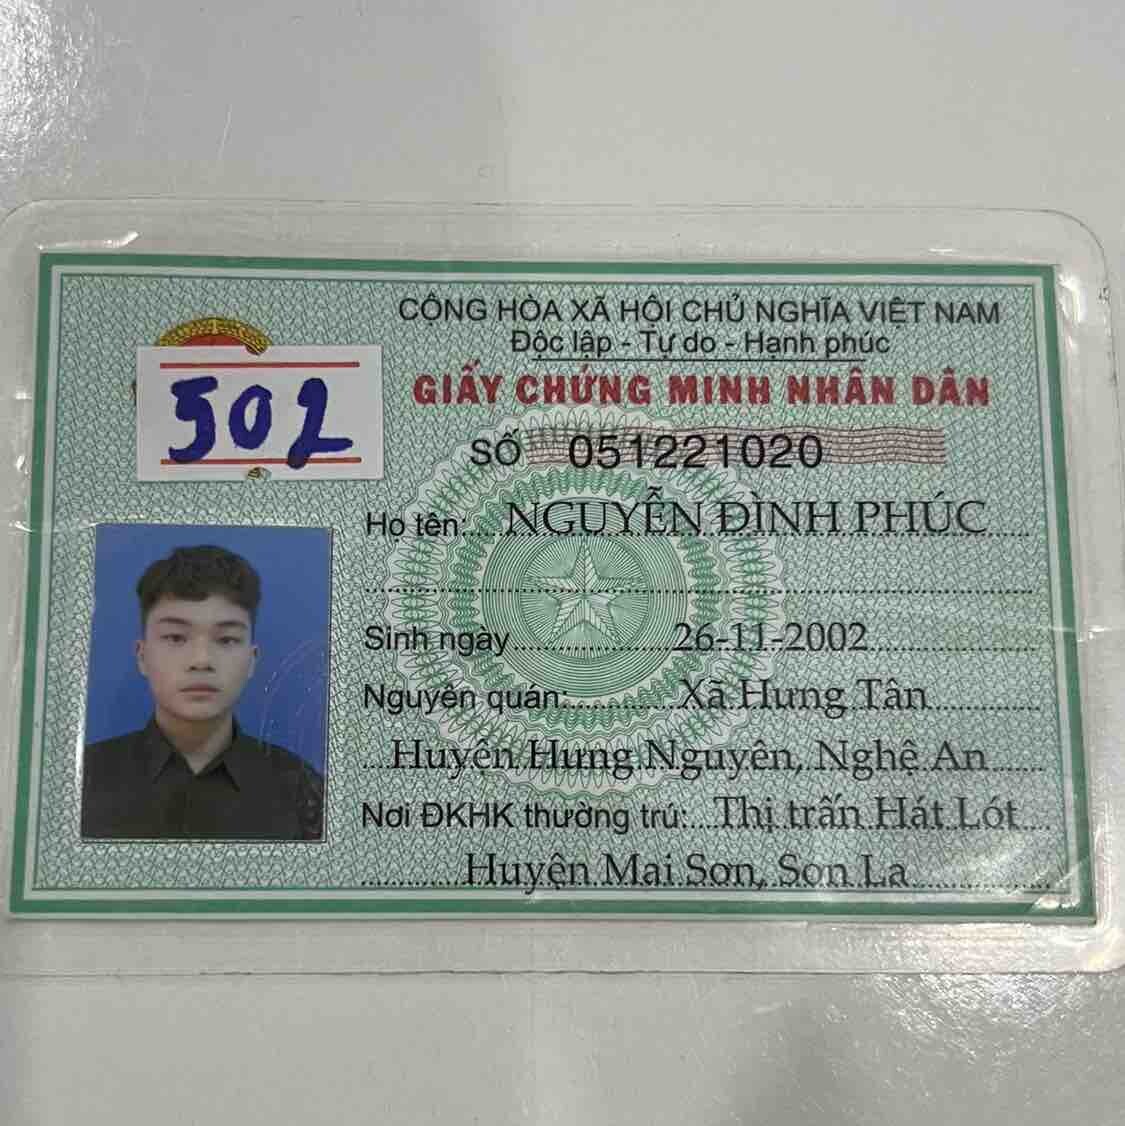 CỘNG HÒA XÃ HỘI CHỦ NGHĨA VIỆT NAM
Độc lập - Tự do - Hạnh phúc
GIẤY CHỨNG MINH NHÂN DÂN
502
SỐ 051221020
Họ tên: NGUYỄN ĐÌNH PHÚC
Sinh ngày 26-11-2002
Nguyên quán: Xã Hưng Tân
Huyện Hưng Nguyên, Nghệ An
Nơi ĐKHK thường trú: Thị trấn Hát Lót
Huyện Mai Sơn, Sơn La